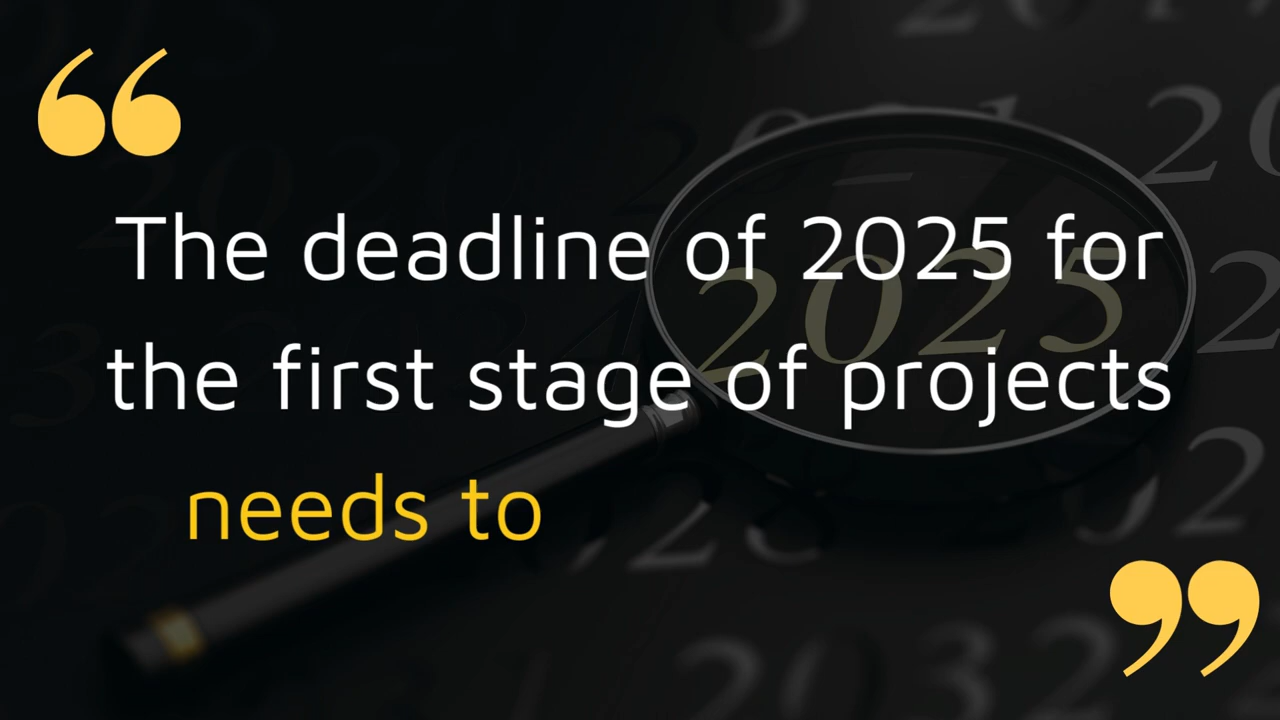 “
The deadline of 2025 for
the first stage of projects
needs to
”
2025